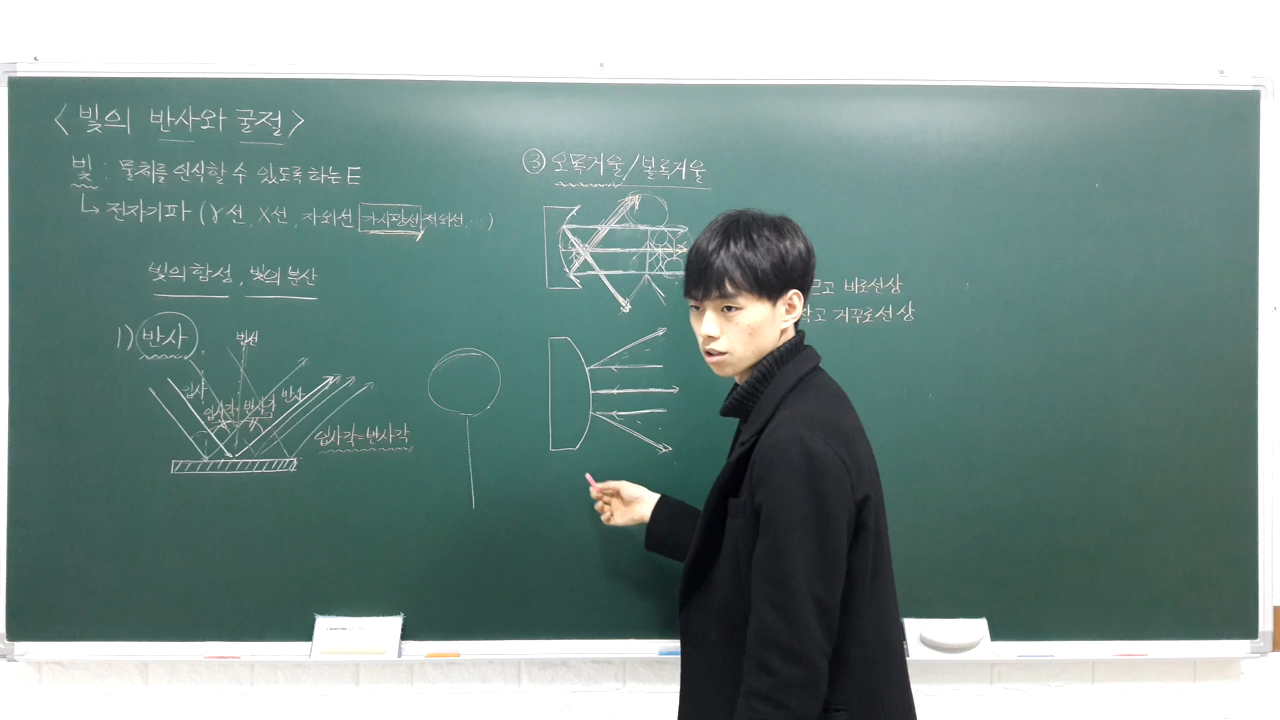 <빛의 반사와 굴절>
빛 : 물체를 인식할 수 있도록 하는 E
↳ 전자기파 (γ선, X선, 자외선, 가시광선, 적외선, …)
빛의 합성, 빛의 분산
1) 반사.
법선
입사 반사
입사각 반사각
입사각=반사각
③ 오목거울/볼록거울
고 바로선상
작고 거꾸로선상